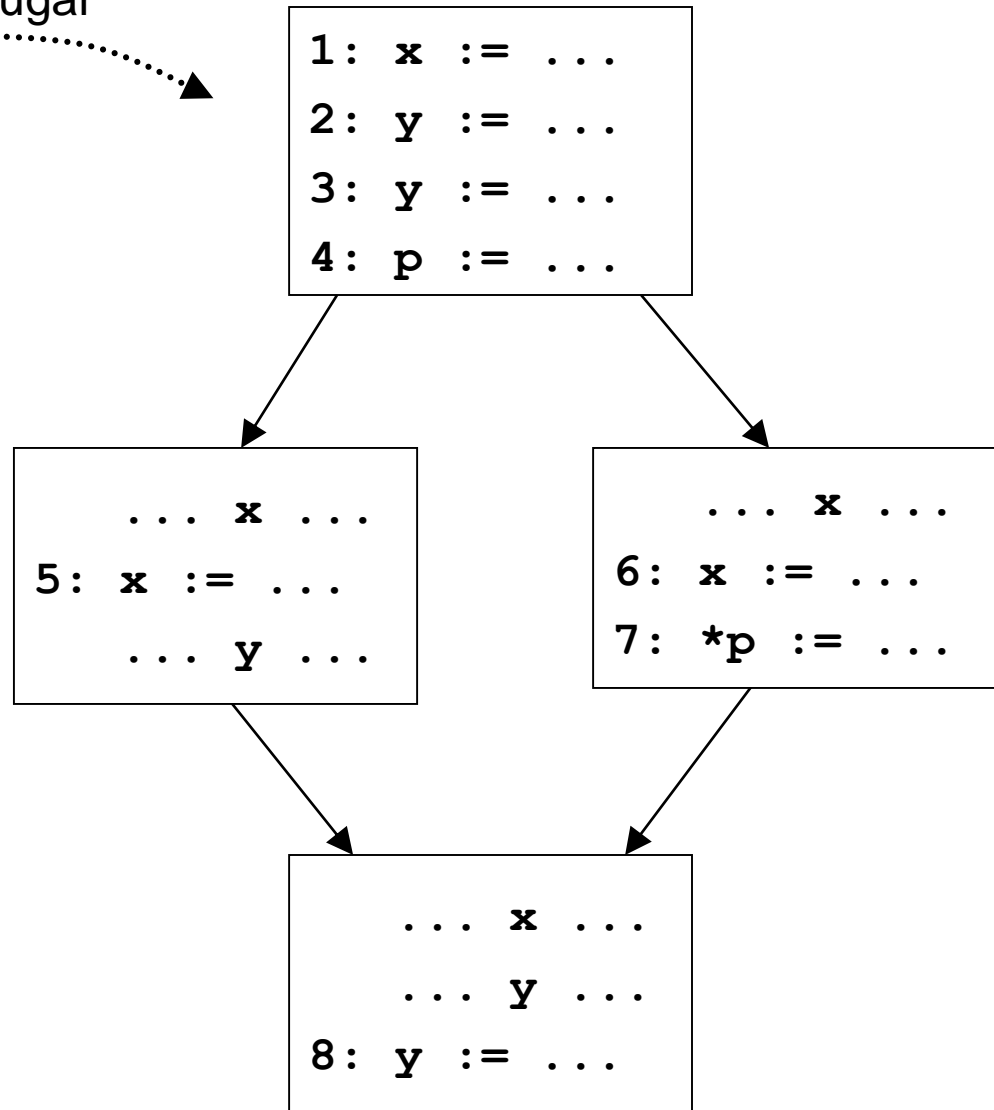 1: x := ...
2: y := ...
3: y := ...
4: p := ...
... x ...
5: x := ...
... y ...
... x ...
6: x := ...
7: *p := ...
... x ...
... y ...
8: y := ...